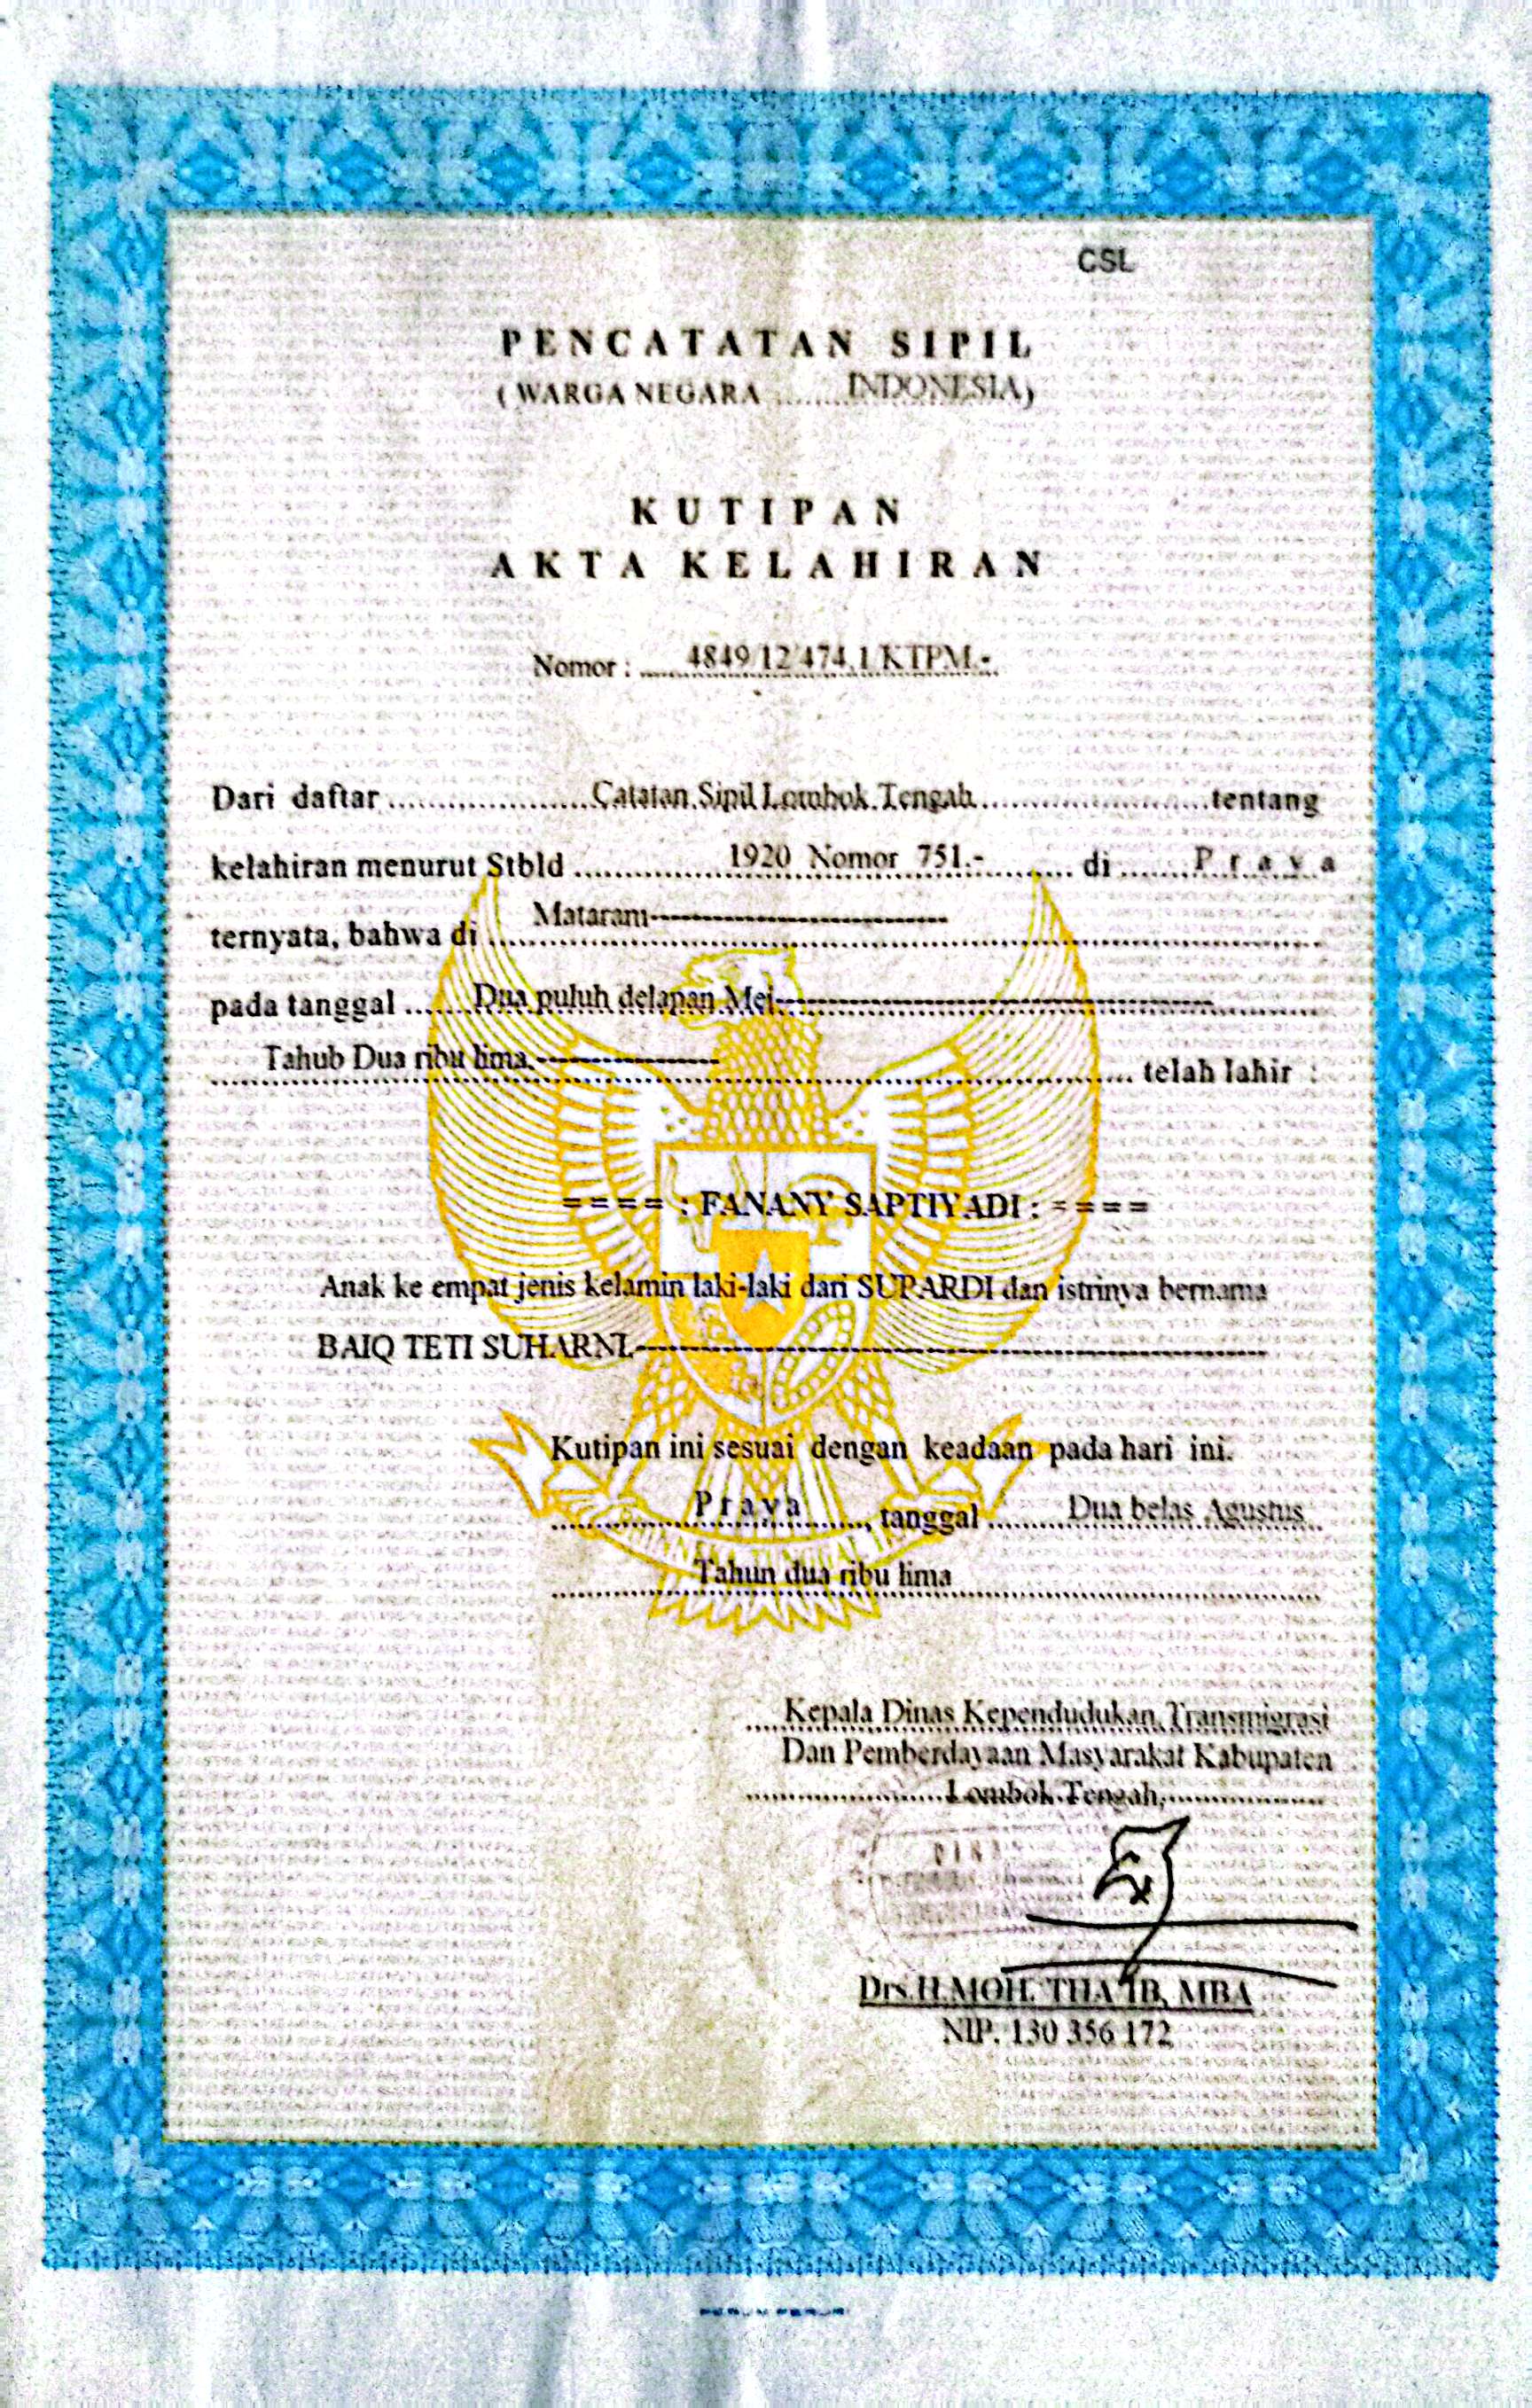 CSL
PENCATATAN SIPIL
( WARGA NEGARA ........ INDONESIA)
KUTIPAN
AKTA KELAHIRAN
Nomor : ...... 4849/12/474.1/KTPM.-
Dari daftar ..................... Catatan Sipil Lombok Tengah ........................ tentang
kelahiran menurut Stbld ................ 1920 Nomor 751.- ........... di ........ P r a y a
ternyata, bahwa di .... Mataram-----------------------------
pada tanggal ....... Dua puluh delapan Mei-------------------------------------------
Tahub Dua ribu lima.------------------ ........................................ telah lahir :
= = = = : FANANY SAPTIYADI : = = = =
Anak ke empat jenis kelamin laki-laki dari SUPARDI dan istrinya bernama
BAIQ TETI SUHARNI.---------------------------------------------------------------
Kutipan ini sesuai dengan keadaan pada hari ini.
.............. P r a y a ........, tanggal ......... Dua belas Agustus
Tahun dua ribu lima
Kepala Dinas Kependudukan, Transmigrasi
Dan Pemberdayaan Masyarakat Kabupaten
Lombok Tengah,
Drs.H.MOH. THA'IB, MBA
NIP. 130 356 172